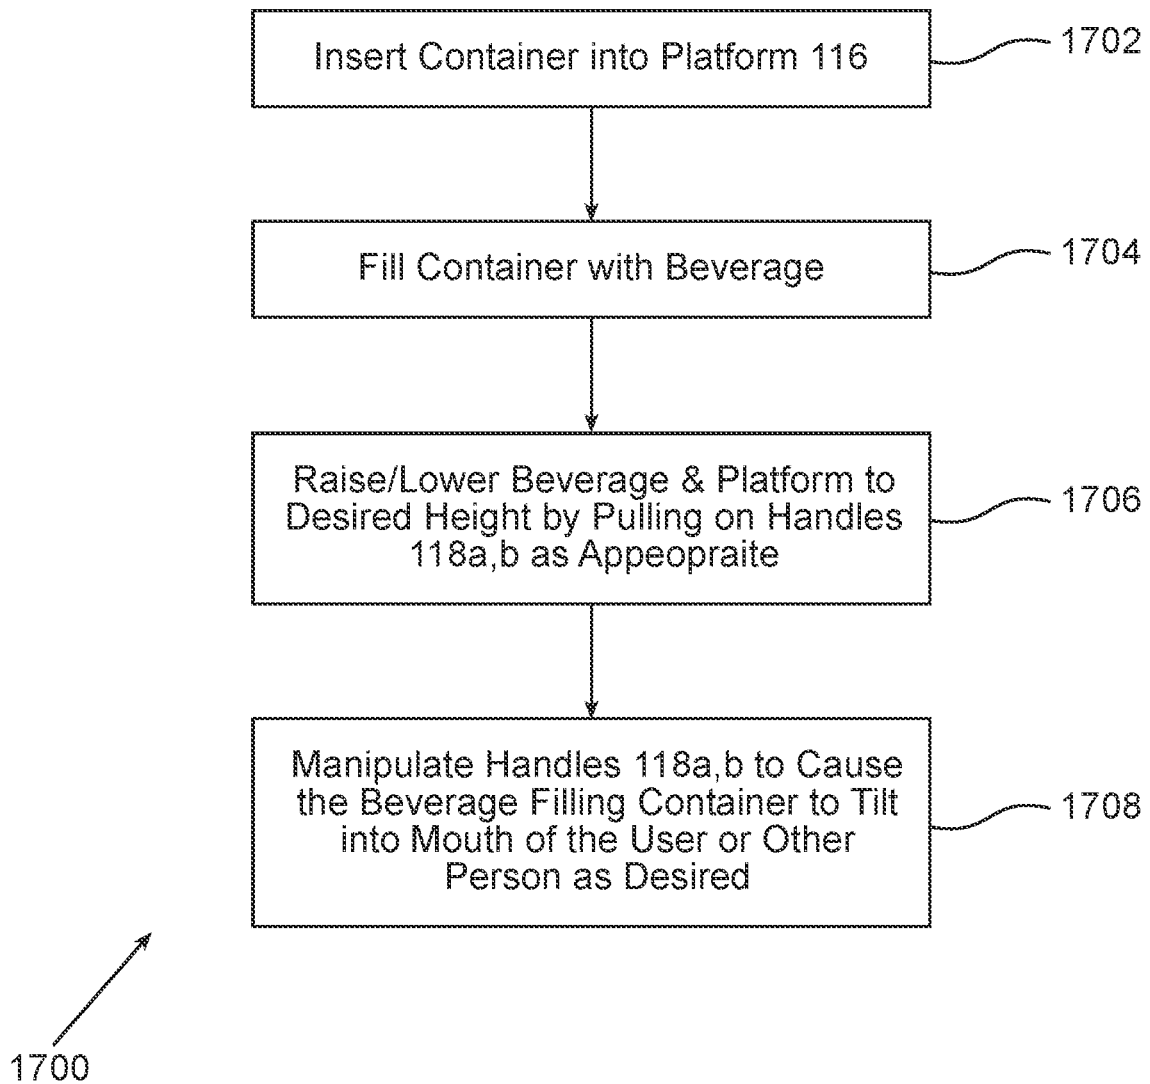 Insert Container into Platform 116
1702
Fill Container with Beverage
1704
Raise/Lower Beverage & Platform to
Desired Height by Pulling on Handles
118a,b as Appeopraite
1706
Manipulate Handles 118a,b to Cause
the Beverage Filling Container to Tilt
into Mouth of the User or Other
Person as Desired
1708
1700